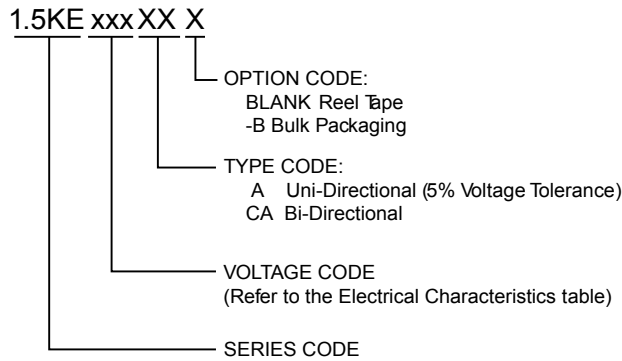 1.5KE xxx XX X
OPTION CODE:
BLANK Reel Tape
-B Bulk Packaging
TYPE CODE:
A Uni-Directional (5% Voltage Tolerance)
CA Bi-Directional
VOLTAGE CODE
(Refer to the Electrical Characteristics table)
SERIES CODE